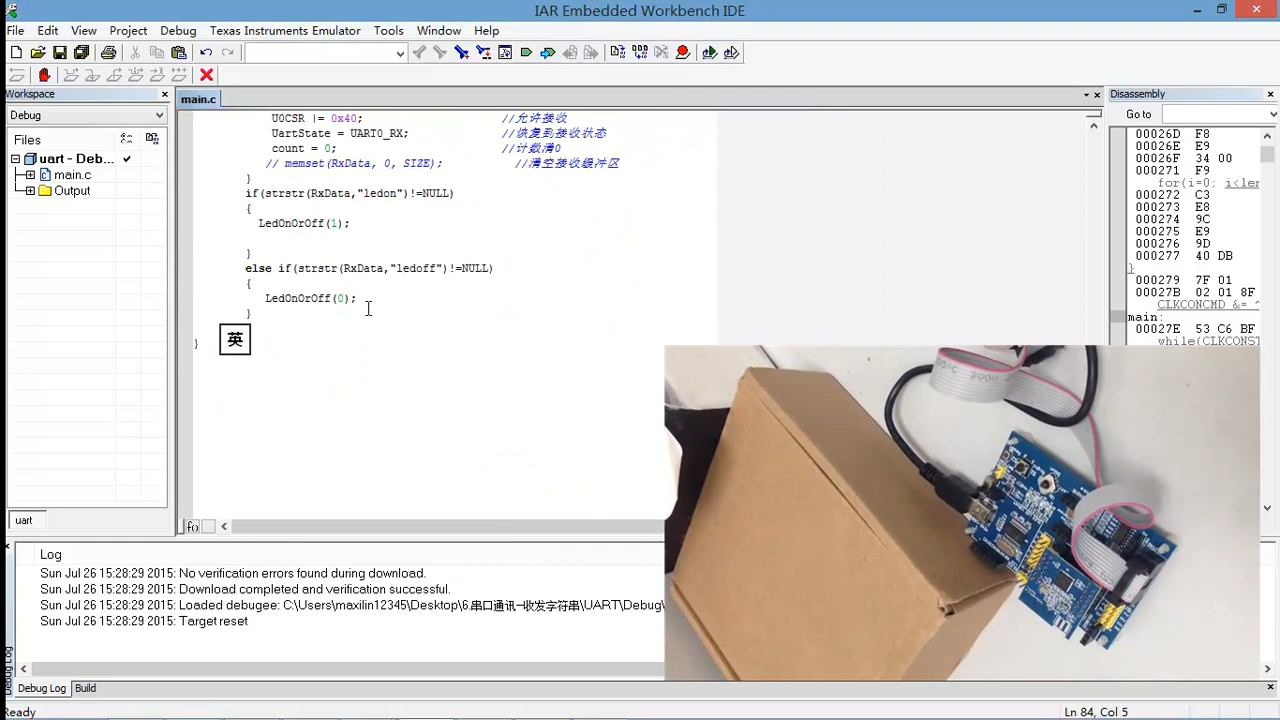 IAR Embedded Workbench IDE
File Edit View Project Debug Texas Instruments Emulator Tools Window Help
Workspace
Debug
Files
uart - Deb...
main.c
Output
uart
main.c
U0CSR |= 0x40; //允许接收
UartState = UART0_RX; //恢复到接收状态
count = 0; //计数清0
// memset(RxData, 0, SIZE); //清空接收缓冲区
}
if(strstr(RxData,"ledon")!=NULL)
{
LedOnOrOff(1);
}
else if(strstr(RxData,"ledoff")!=NULL)
{
LedOnOrOff(0);
}
}
英
Disassembly
Go to
00026D F8
00026E E9
00026F 34 00
000271 F9
for(i=0; i<len
000272 C3
000273 E8
000274 9C
000275 E9
000276 9D
000277 40 DB
}
000279 7F 01
00027B 02 01 8F
CLKCONCMD &= ~
main:
00027E 53 C6 BF
while(CLKCONST
Log
Sun Jul 26 15:28:29 2015: No verification errors found during download.
Sun Jul 26 15:28:29 2015: Download completed and verification successful.
Sun Jul 26 15:28:29 2015: Loaded debugee: C:\Users\maxilin12345\Desktop\6.串口通讯-收发字符串\UART\Debug\
Sun Jul 26 15:28:29 2015: Target reset
Debug Log
Debug Log Build
Ready
Ln 84, Col 5